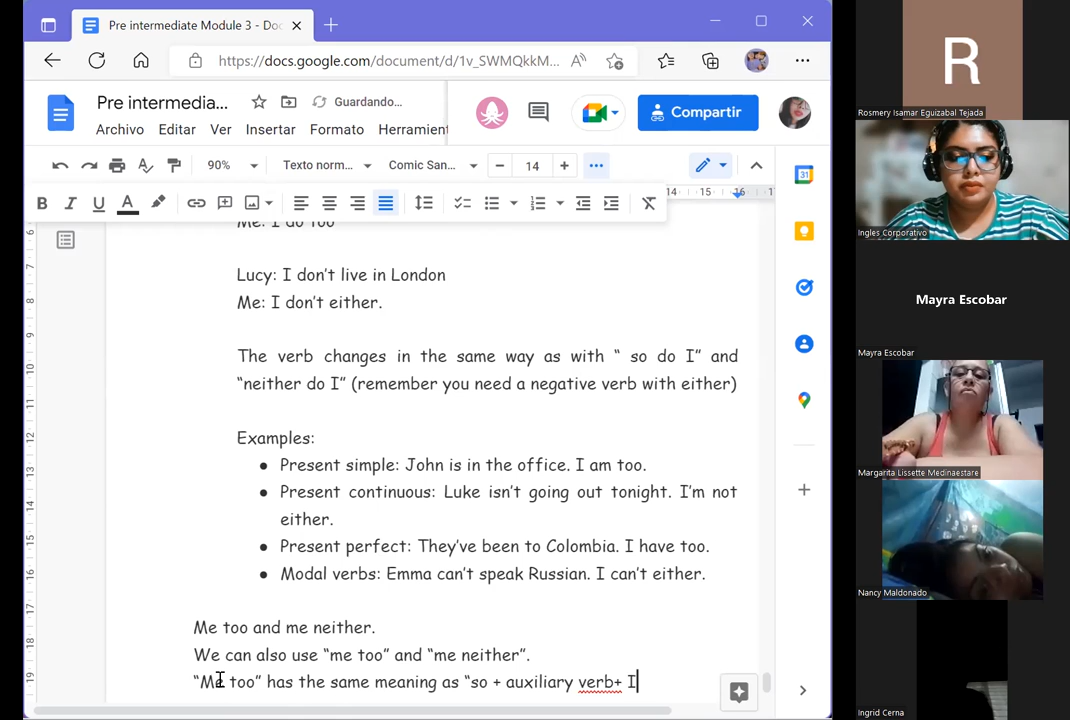 Pre intermediate Module 3 - Doc
https://docs.google.com/document/d/1v_SWMQkkM...
Pre intermedia...
Guardando...
Compartir
Archivo Editar Ver Insertar Formato Herramient
90% Texto norm... Comic San... 14
14 15 16 17
Me: I do too
Lucy: I don't live in London
Me: I don't either.
The verb changes in the same way as with “ so do I” and
“neither do I” (remember you need a negative verb with either)
Examples:
● Present simple: John is in the office. I am too.
● Present continuous: Luke isn't going out tonight. I'm not
either.
● Present perfect: They've been to Colombia. I have too.
● Modal verbs: Emma can't speak Russian. I can't either.
Me too and me neither.
We can also use “me too” and “me neither”.
“Me too” has the same meaning as “so + auxiliary verb+ I
R
Rosmery Isamar Eguizabal Tejada
Ingles Corporativo
Mayra Escobar
Mayra Escobar
Margarita Lissette Medinaestare
Nancy Maldonado
Ingrid Cerna